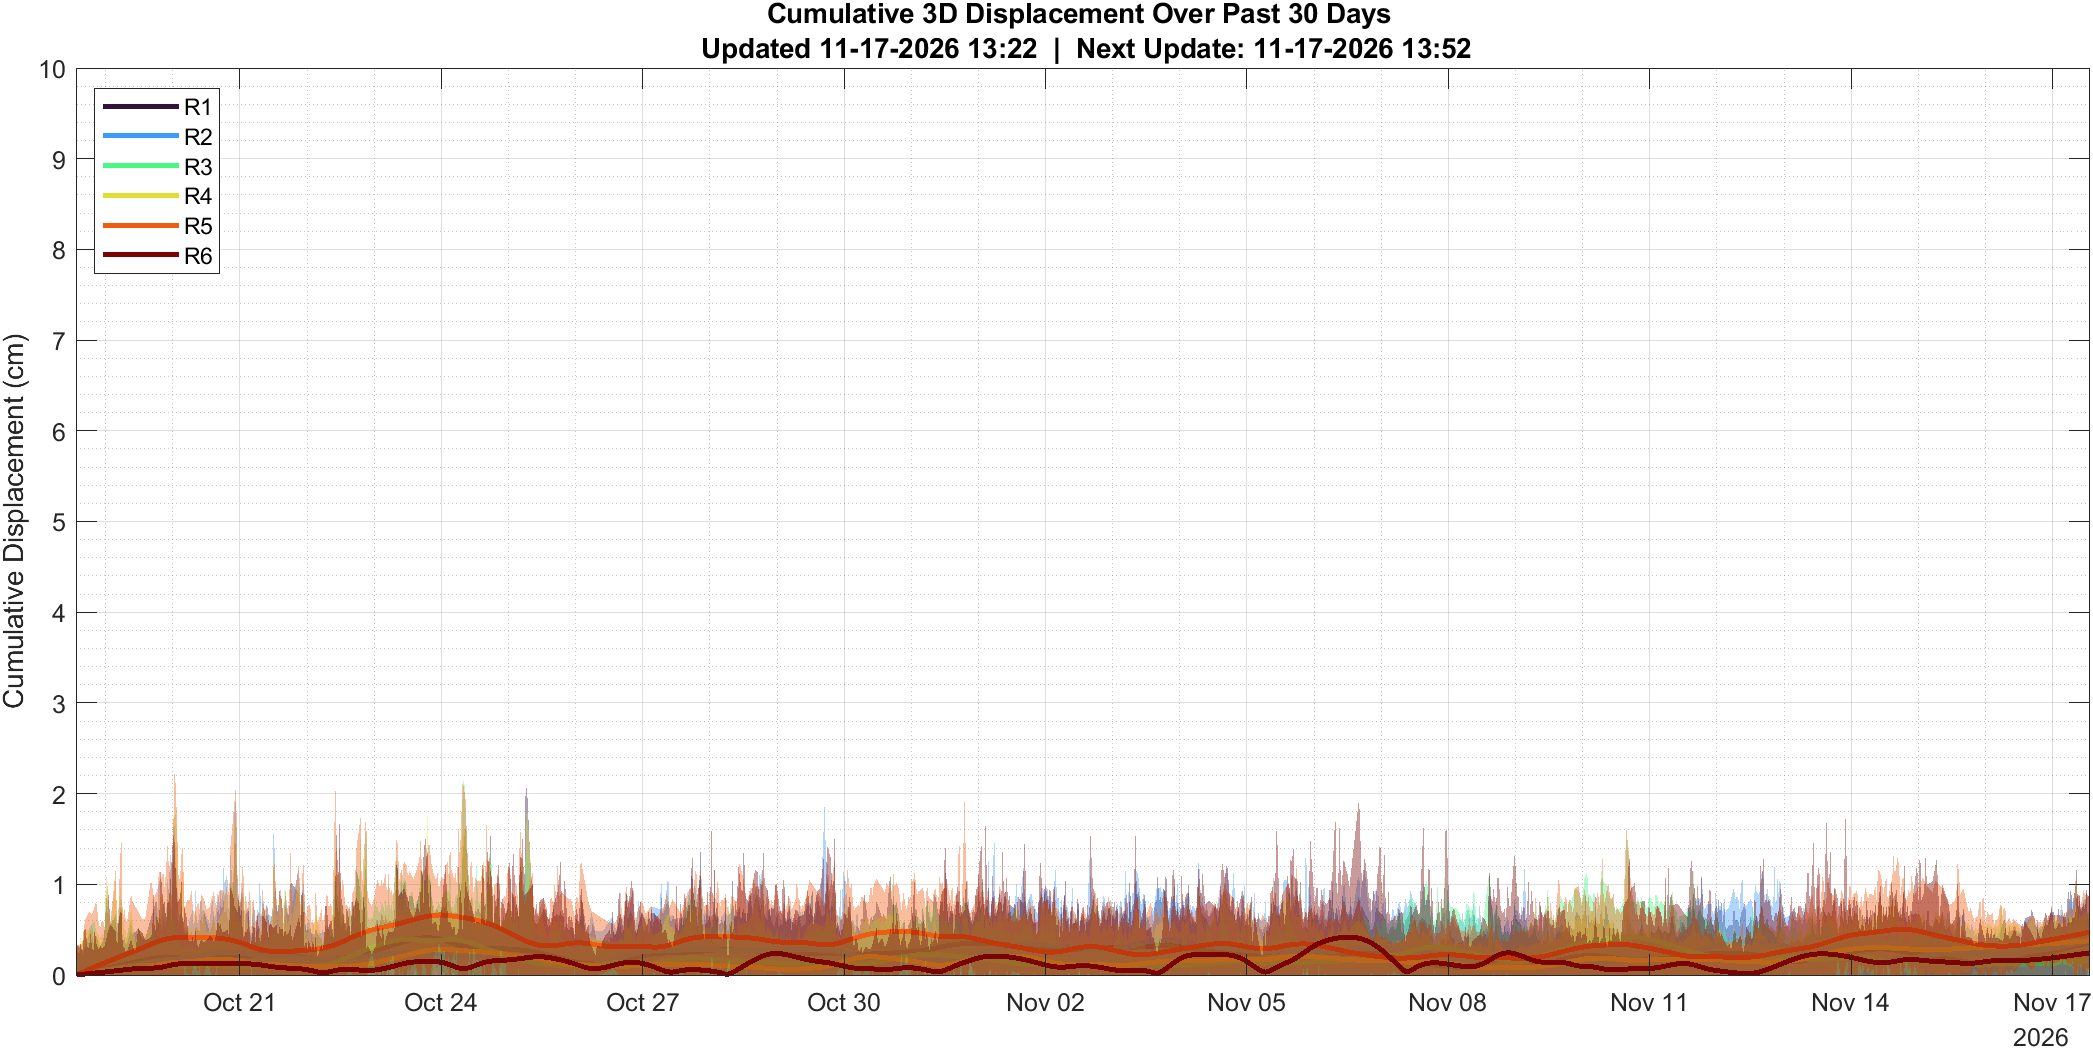 Cumulative 3D Displacement Over Past 30 Days
Updated 11-17-2026 13:22 | Next Update: 11-17-2026 13:52
Cumulative Displacement (cm)
10
9
8
7
6
5
4
3
2
1
0
R1
R2
R3
R4
R5
R6
Oct 21
Oct 24
Oct 27
Oct 30
Nov 02
Nov 05
Nov 08
Nov 11
Nov 14
Nov 17
2026